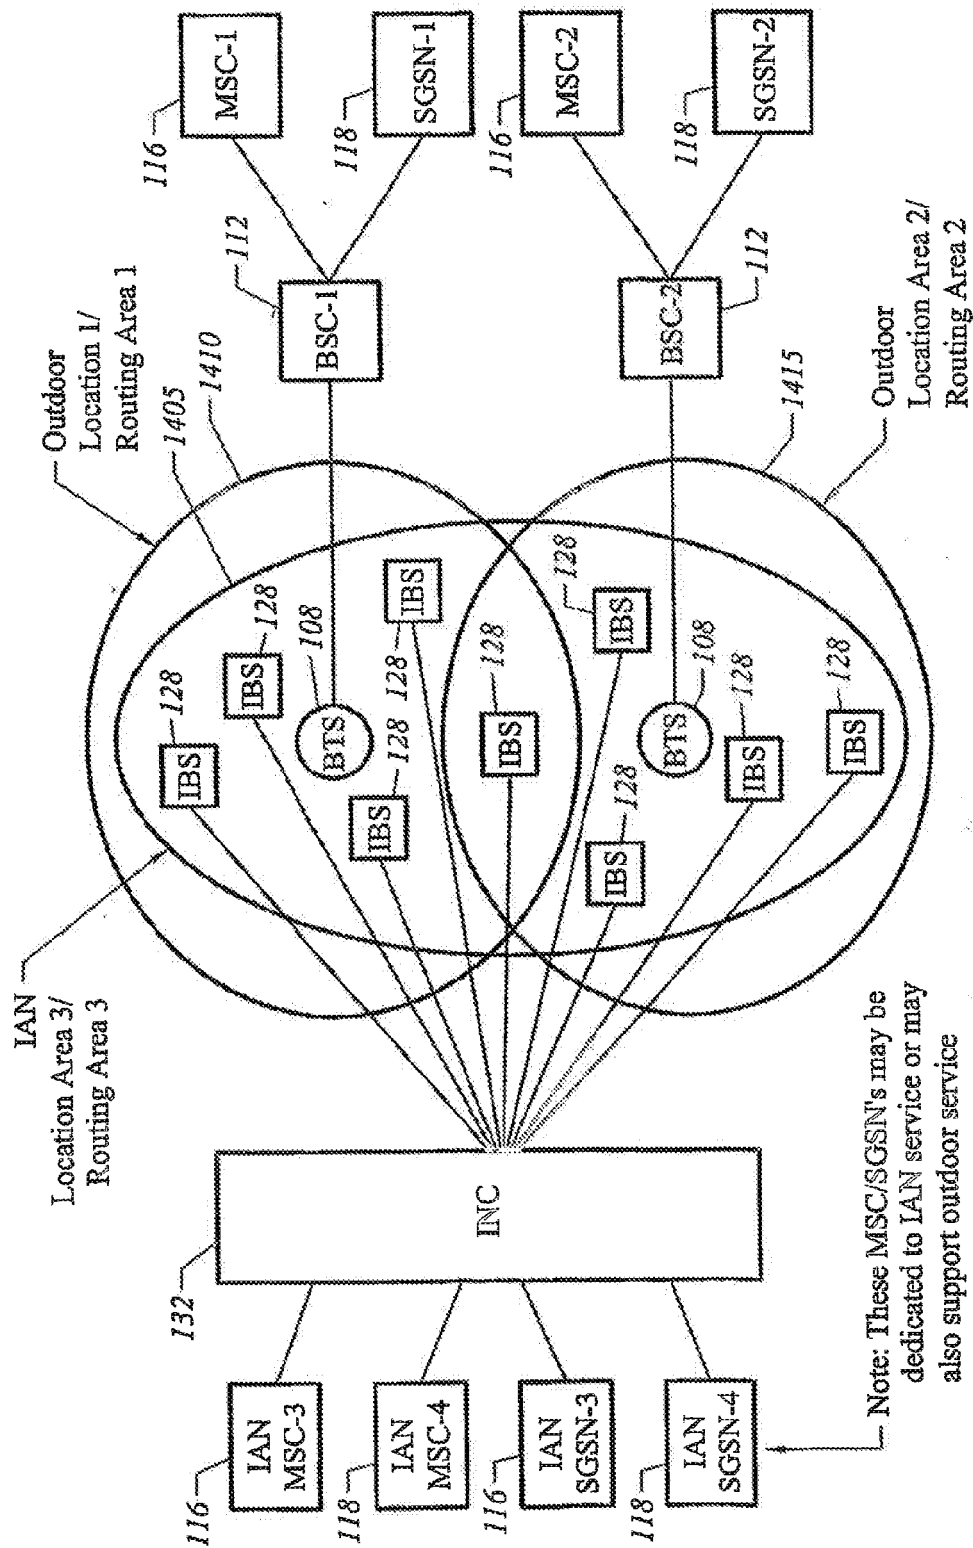 IAN
Location Area 3/
Routing Area 3
Outdoor
Location 1/
Routing Area 1
1405
1410
116
MSC-1
118
SGSN-1
112
BSC-1
116
MSC-2
118
SGSN-2
BSC-2
112
1415
Outdoor
Location Area 2/
Routing Area 2
128
IBS
128
IBS
108
BTS
128
IBS
128
IBS
128
IBS
128
IBS
128
IBS
108
BTS
128
IBS
128
IBS
132
INC
116
IAN
MSC-3
118
IAN
MSC-4
116
IAN
SGSN-3
118
IAN
SGSN-4
Note: These MSC/SGSN's may be
dedicated to IAN service or may
also support outdoor service